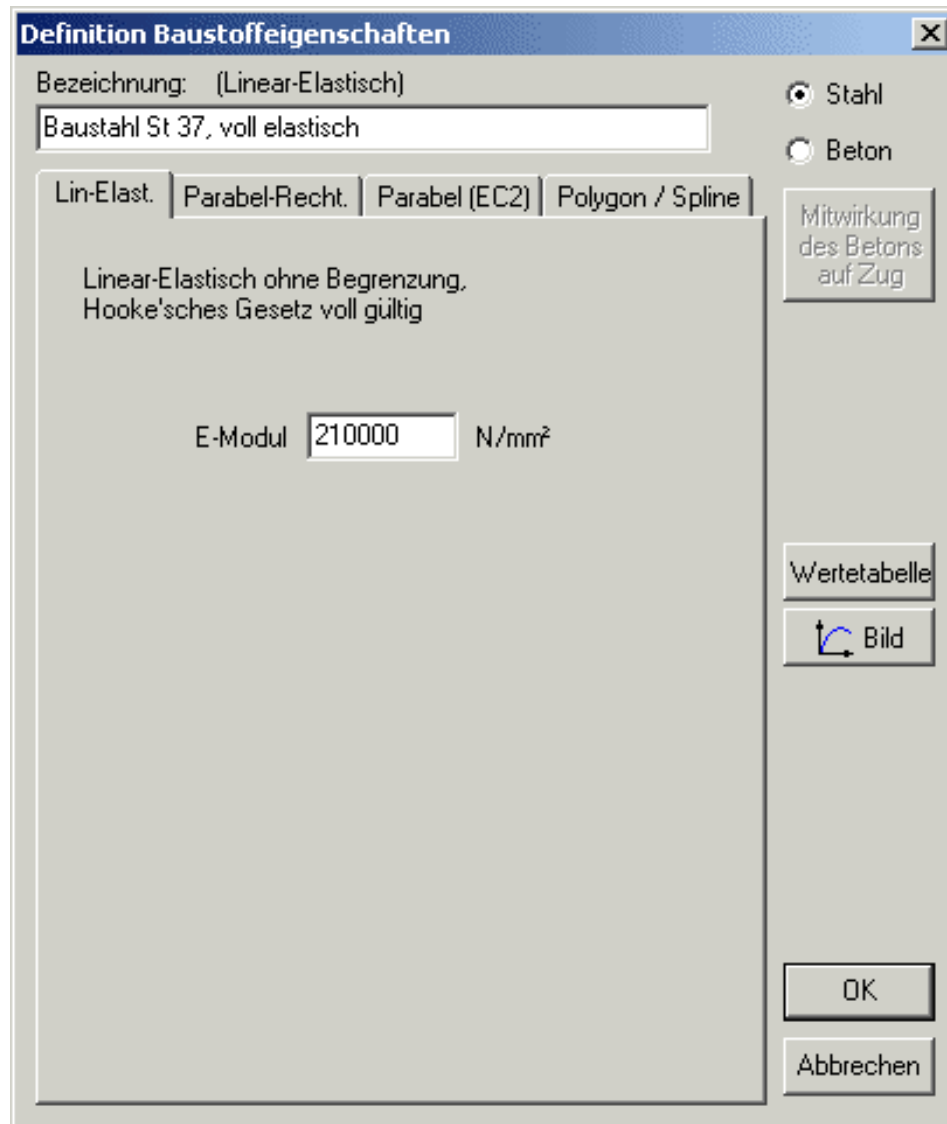 Definition Baustoffeigenschaften
Bezeichnung: (Linear-Elastisch)
Baustahl St 37, voll elastisch
Stahl
Beton
Lin-Elast. Parabel-Recht. Parabel (EC2) Polygon / Spline
Mitwirkung
des Betons
auf Zug
Linear-Elastisch ohne Begrenzung,
Hooke'sches Gesetz voll gültig
E-Modul 210000 N/mm²
Wertetabelle
Bild
OK
Abbrechen